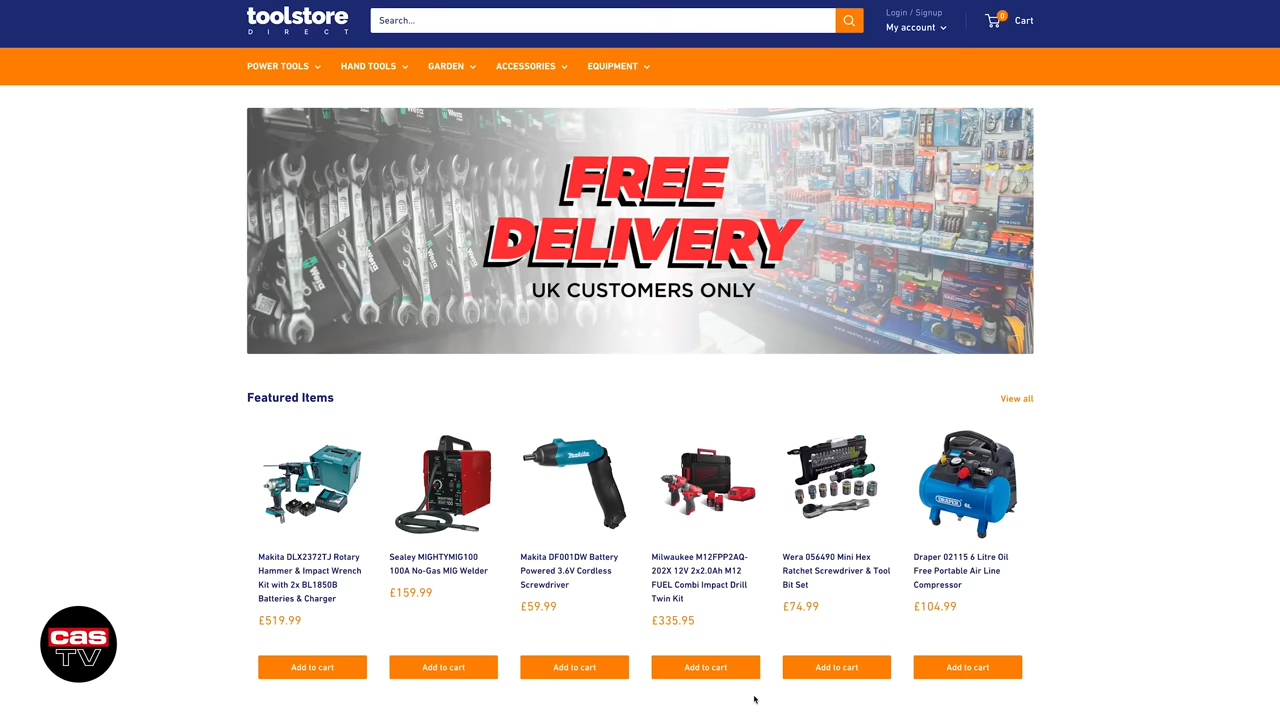 toolstore
DIRECT
Search...
Login / Signup
My account
0
Cart
POWER TOOLS
HAND TOOLS
GARDEN
ACCESSORIES
EQUIPMENT
FREE
DELIVERY
UK CUSTOMERS ONLY
Featured Items
View all
Makita DLX2372TJ Rotary
Hammer & Impact Wrench
Kit with 2x BL1850B
Batteries & Charger
£519.99
Add to cart
Sealey MIGHTYMIG100
100A No-Gas MIG Welder
£159.99
Add to cart
Makita
Makita DF001DW Battery
Powered 3.6V Cordless
Screwdriver
£59.99
Add to cart
Milwaukee M12FPP2AQ-
202X 12V 2x2.0Ah M12
FUEL Combi Impact Drill
Twin Kit
£335.95
Add to cart
Wera 056490 Mini Hex
Ratchet Screwdriver & Tool
Bit Set
£74.99
Add to cart
DRAPER
6L
Draper 02115 6 Litre Oil
Free Portable Air Line
Compressor
£104.99
Add to cart
cas
TV